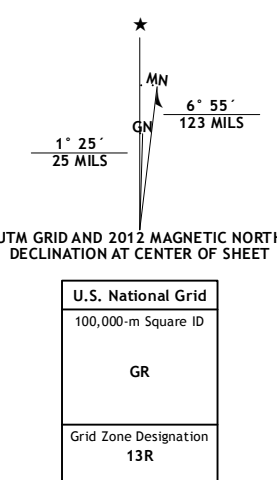 ★
MN
GN
6° 55´
123 MILS
1° 25´
25 MILS
UTM GRID AND 2012 MAGNETIC NORTH
DECLINATION AT CENTER OF SHEET
U.S. National Grid
100,000-m Square ID
GR
Grid Zone Designation
13R